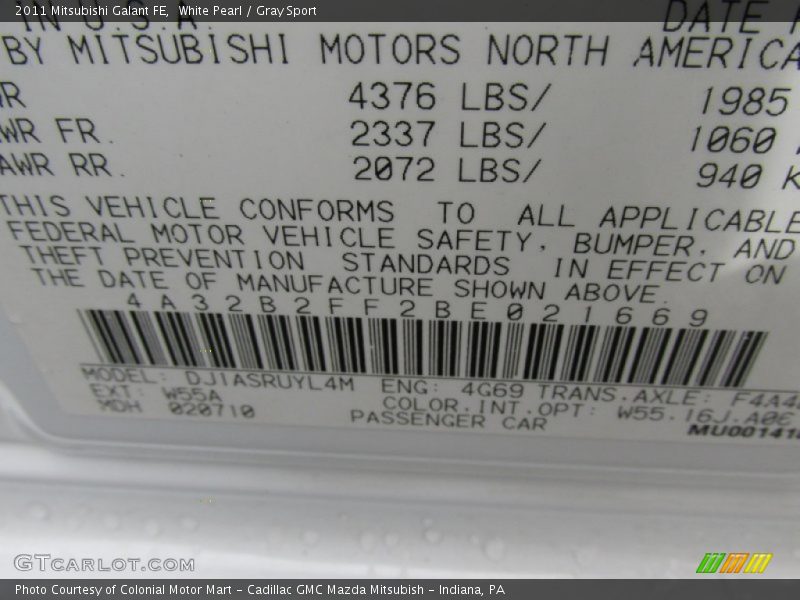 2011 Mitsubishi Galant FE, White Pearl / Gray Sport
IN U.S.A. DATE
BY MITSUBISHI MOTORS NORTH AMERICA
4376 LBS/ 1985
FR. 2337 LBS/ 1060
RR. 2072 LBS/ 940
THIS VEHICLE CONFORMS TO ALL APPLICABLE
FEDERAL MOTOR VEHICLE SAFETY, BUMPER, AND
THEFT PREVENTION STANDARDS IN EFFECT ON
THE DATE OF MANUFACTURE SHOWN ABOVE.
4A32B2FF2BE021669
MODEL: DJ1ASRUYL4M ENG: 4G69 TRANS.AXLE: F4A4
EXT: W55A COLOR.INT.OPT: W55.16J.A06
MDH 020710 PASSENGER CAR
MU001418
GTCARLOT.COM
Photo Courtesy of Colonial Motor Mart - Cadillac GMC Mazda Mitsubish - Indiana, PA